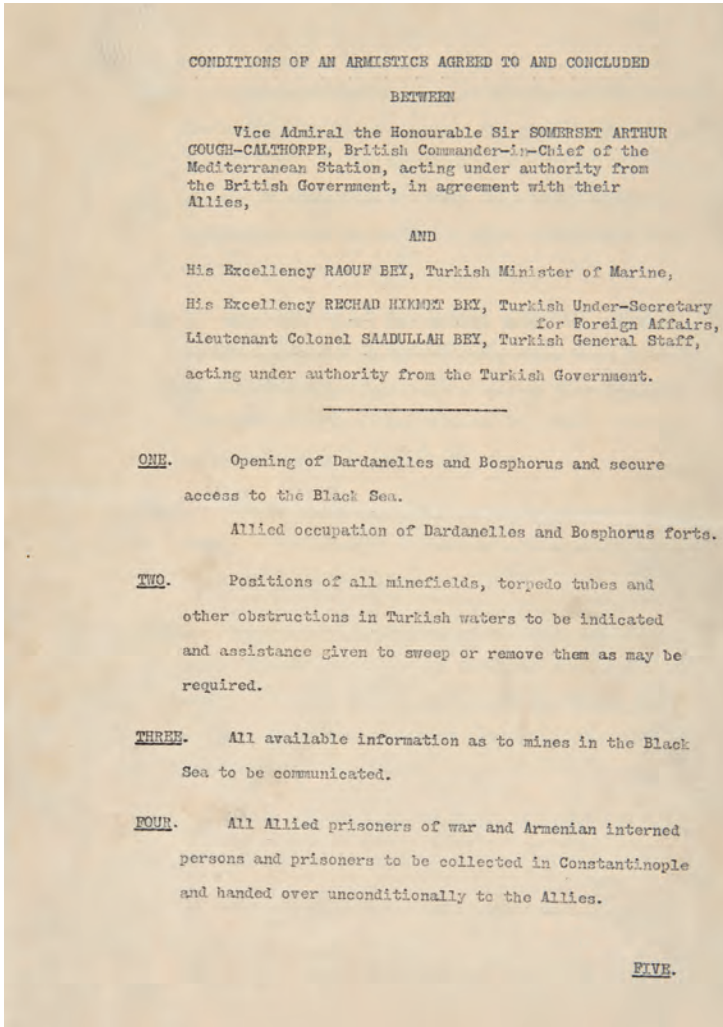 CONDITIONS OF AN ARMISTICE AGREED TO AND CONCLUDED
BETWEEN
Vice Admiral the Honourable Sir SOMERSET ARTHUR
GOUGH-CALTHORPE, British Commander-in-Chief of the
Mediterranean Station, acting under authority from
the British Government, in agreement with their
Allies,
AND
His Excellency RAOUF BEY, Turkish Minister of Marine,
His Excellency RECHAD HIKMET BEY, Turkish Under-Secretary
for Foreign Affairs,
Lieutenant Colonel SAADULLAH BEY, Turkish General Staff,
acting under authority from the Turkish Government.
ONE. Opening of Dardanelles and Bosphorus and secure
access to the Black Sea.
Allied occupation of Dardanelles and Bosphorus forts.
TWO. Positions of all minefields, torpedo tubes and
other obstructions in Turkish waters to be indicated
and assistance given to sweep or remove them as may be
required.
THREE. All available information as to mines in the Black
Sea to be communicated.
FOUR. All Allied prisoners of war and Armenian interned
persons and prisoners to be collected in Constantinople
and handed over unconditionally to the Allies.
FIVE.